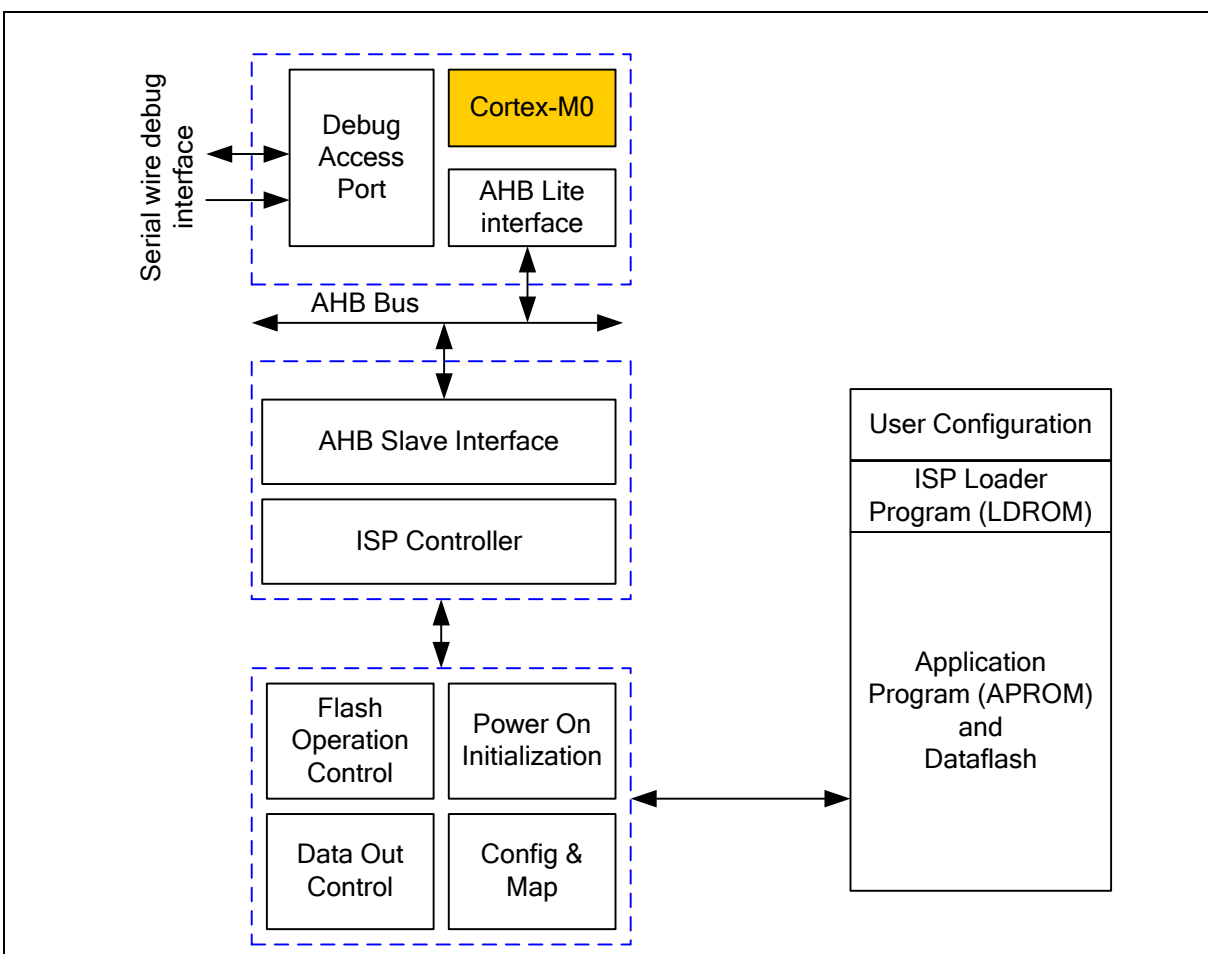 Serial wire debug
interface
Debug
Access
Port
Cortex-M0
AHB Lite
interface
AHB Bus
AHB Slave Interface
ISP Controller
Flash
Operation
Control
Power On
Initialization
Data Out
Control
Config &
Map
User Configuration
ISP Loader
Program (LDROM)
Application
Program (APROM)
and
Dataflash